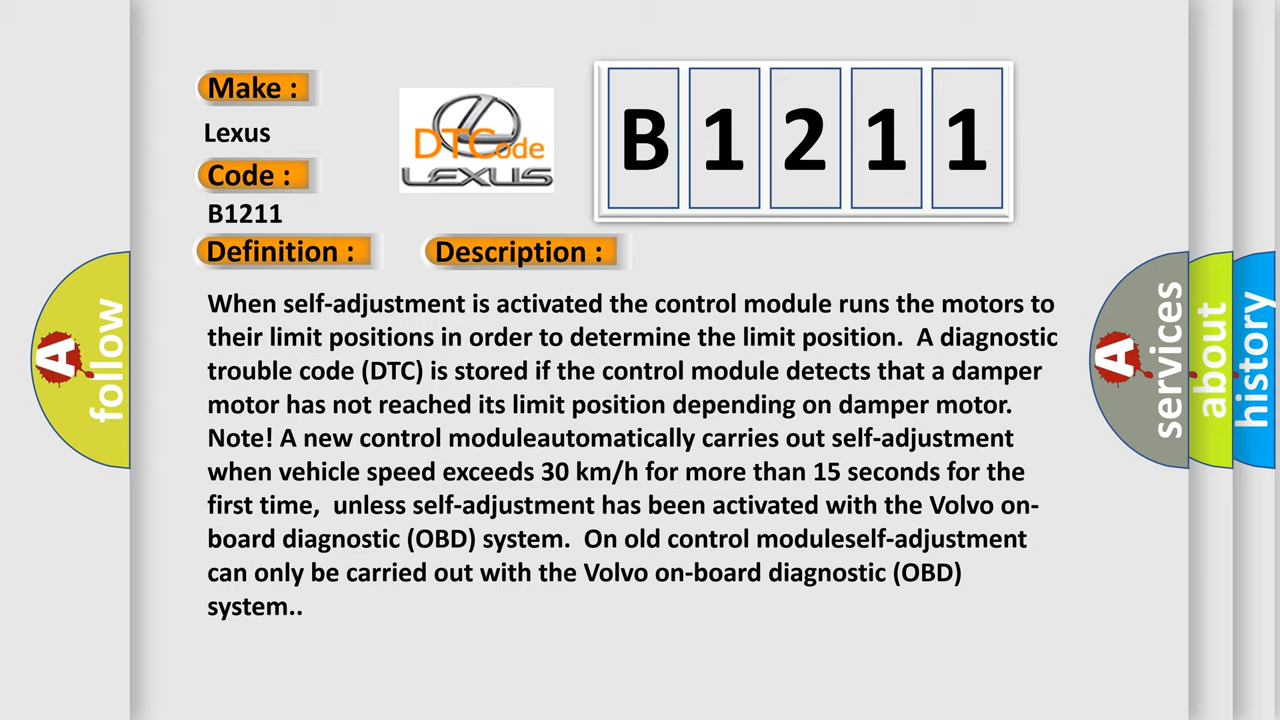 Make :
Lexus
Code :
B1211
DTCode
LEXUS
B 1 2 1 1
Definition :
Description :
When self-adjustment is activated the control module runs the motors to
their limit positions in order to determine the limit position.  A diagnostic
trouble code (DTC) is stored if the control module detects that a damper
motor has not reached its limit position depending on damper motor.
Note! A new control moduleautomatically carries out self-adjustment
when vehicle speed exceeds 30 km/h for more than 15 seconds for the
first time,  unless self-adjustment has been activated with the Volvo on-
board diagnostic (OBD) system.  On old control moduleself-adjustment
can only be carried out with the Volvo on-board diagnostic (OBD)
system..
A follow
A services
about
history